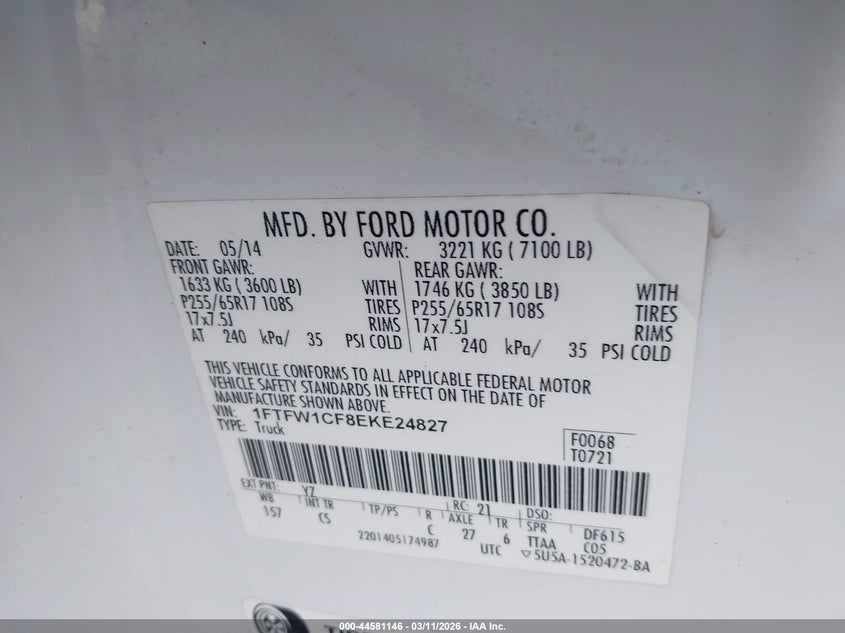 MFD. BY FORD MOTOR CO.
DATE: 05/14 GVWR: 3221 KG ( 7100 LB)
FRONT GAWR: REAR GAWR:
1633 KG ( 3600 LB) WITH 1746 KG ( 3850 LB) WITH
P255/65R17 108S TIRES P255/65R17 108S TIRES
17x7.5J RIMS 17x7.5J RIMS
AT 240 kPa/ 35 PSI COLD AT 240 kPa/ 35 PSI COLD
THIS VEHICLE CONFORMS TO ALL APPLICABLE FEDERAL MOTOR
VEHICLE SAFETY STANDARDS IN EFFECT ON THE DATE OF
MANUFACTURE SHOWN ABOVE.
VIN: 1FTFW1CF8EKE24827
TYPE: Truck
F0068
T0721
EXT PNT: YZ RC: 21 DSO:
WB INT TR TP/PS R AXLE TR SPR DF615
157 CS C 27 6 TTAA C05
2201405174987 UTC ▽5U5A-1520472-BA
000-44581146 - 03/11/2026 - IAA Inc.